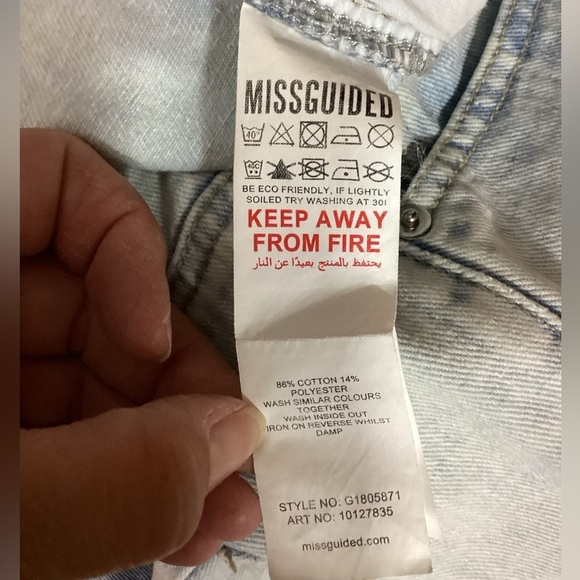 MISSGUIDED
40°
BE ECO FRIENDLY, IF LIGHTLY
SOILED TRY WASHING AT 30!
KEEP AWAY
FROM FIRE
يحتفظ بالمنتج بعيدًا عن النار
86% COTTON 14%
POLYESTER
WASH SIMILAR COLOURS
TOGETHER
WASH INSIDE OUT
IRON ON REVERSE WHILST
DAMP
STYLE NO: G1805871
ART NO: 10127835
missguided.com